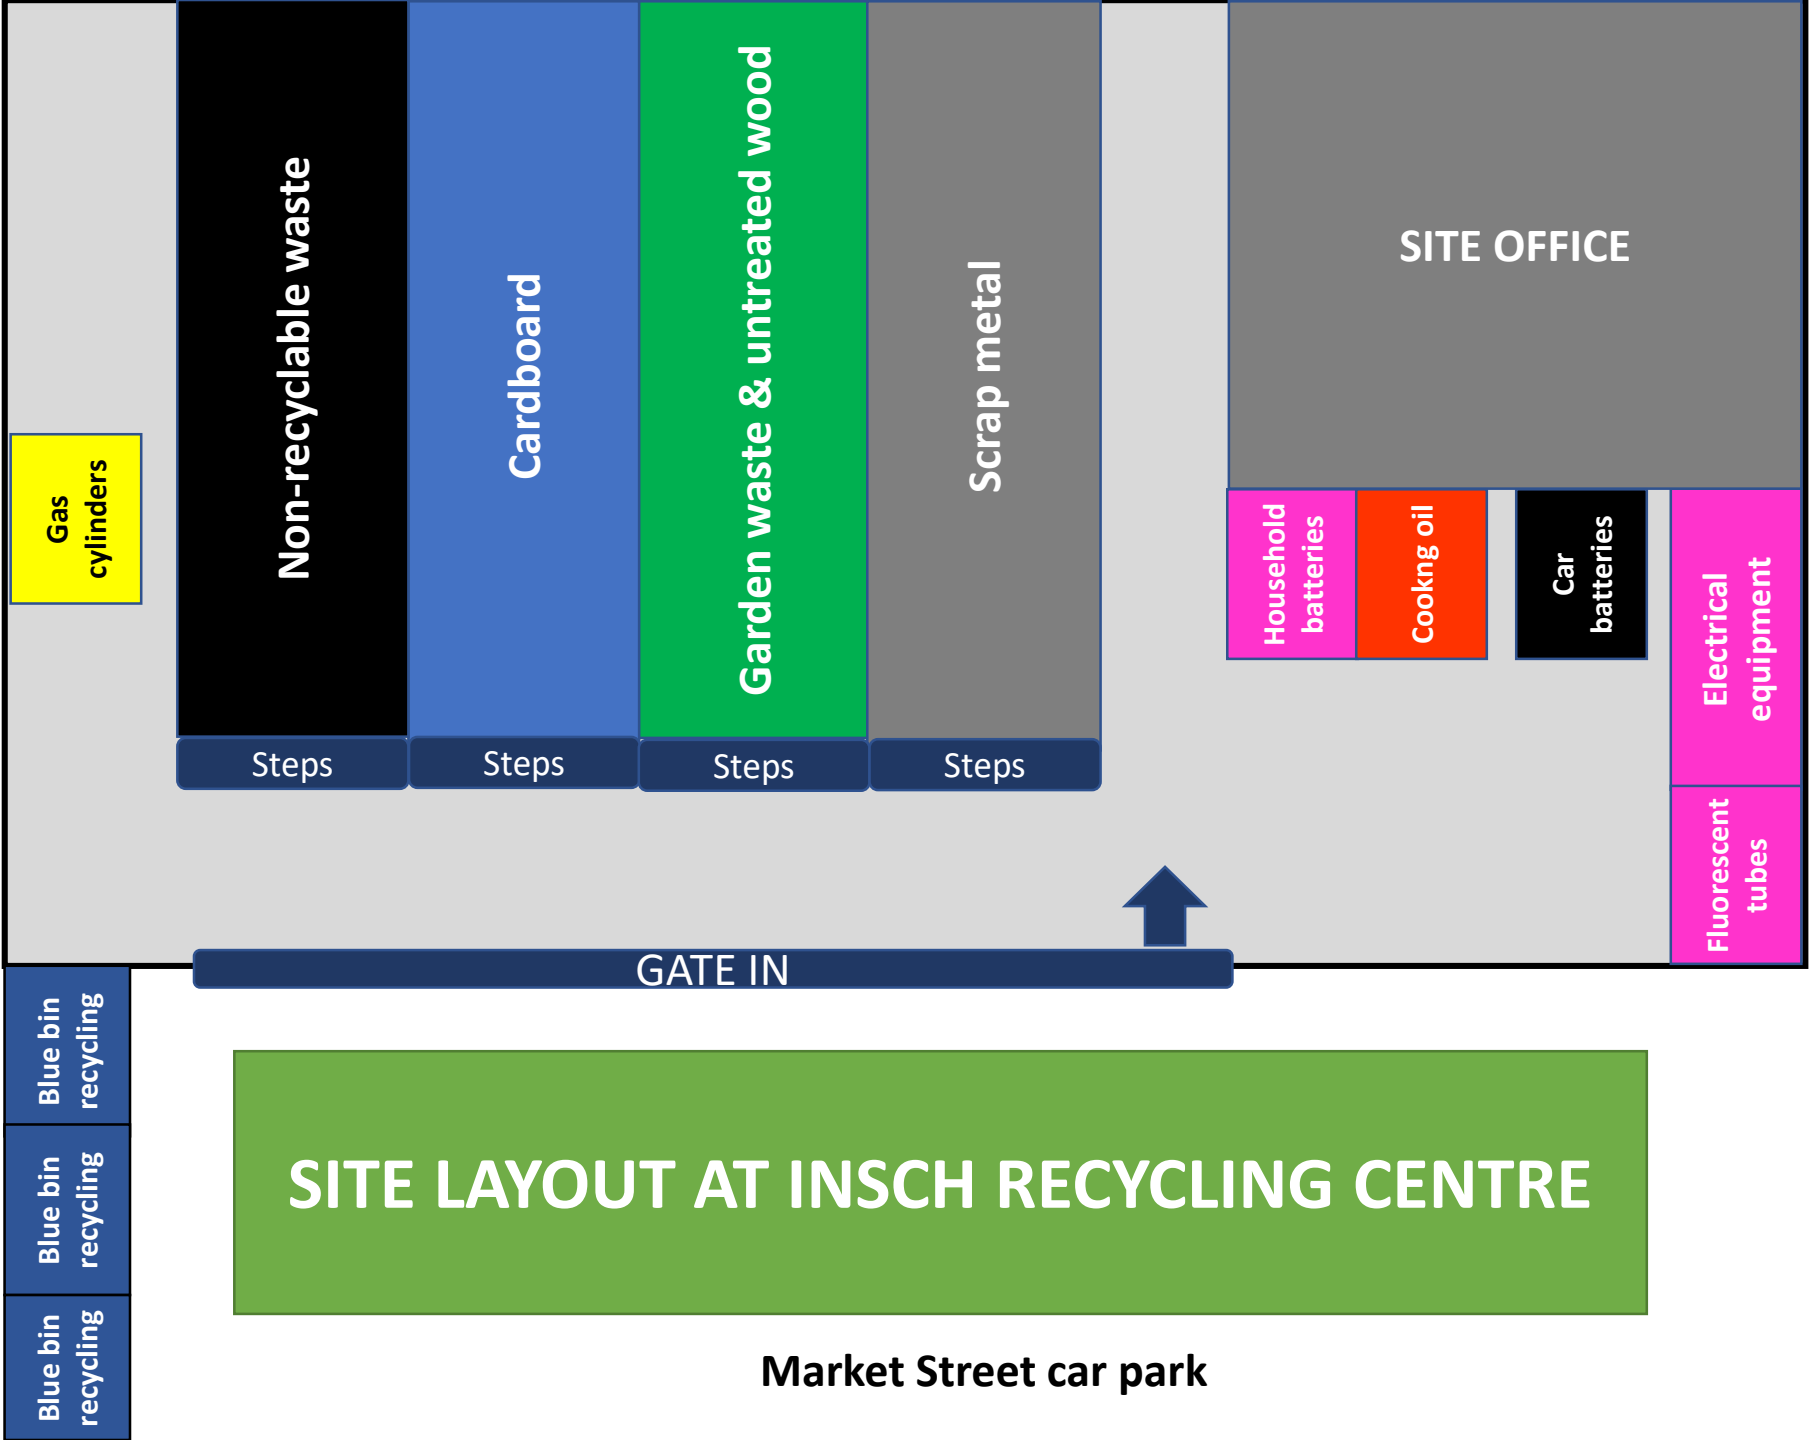 Non-recyclable waste
Cardboard
Garden waste & untreated wood
Scrap metal
SITE OFFICE
Gas
cylinders
Household
batteries
Cookng oil
Car
batteries
Electrical
equipment
Fluorescent
tubes
Steps
Steps
Steps
Steps
GATE IN
Blue bin
recycling
Blue bin
recycling
Blue bin
recycling
SITE LAYOUT AT INSCH RECYCLING CENTRE
Market Street car park